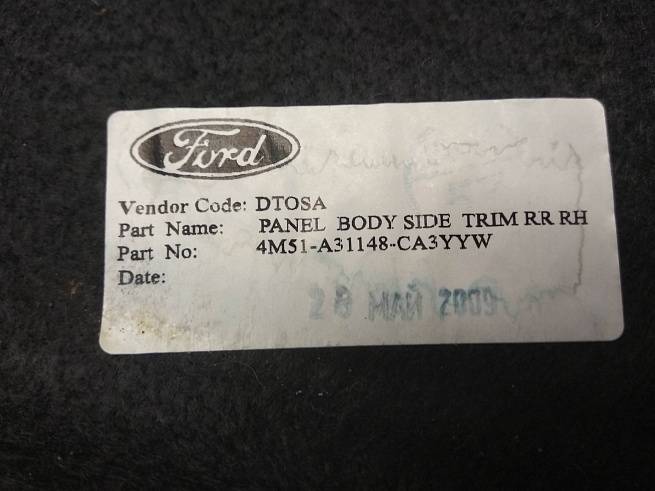 Ford
Vendor Code: DTOSA
Part Name: PANEL BODY SIDE TRIM RR RH
Part No: 4M51-A31148-CA3YYW
Date:
28 МАЙ 2009